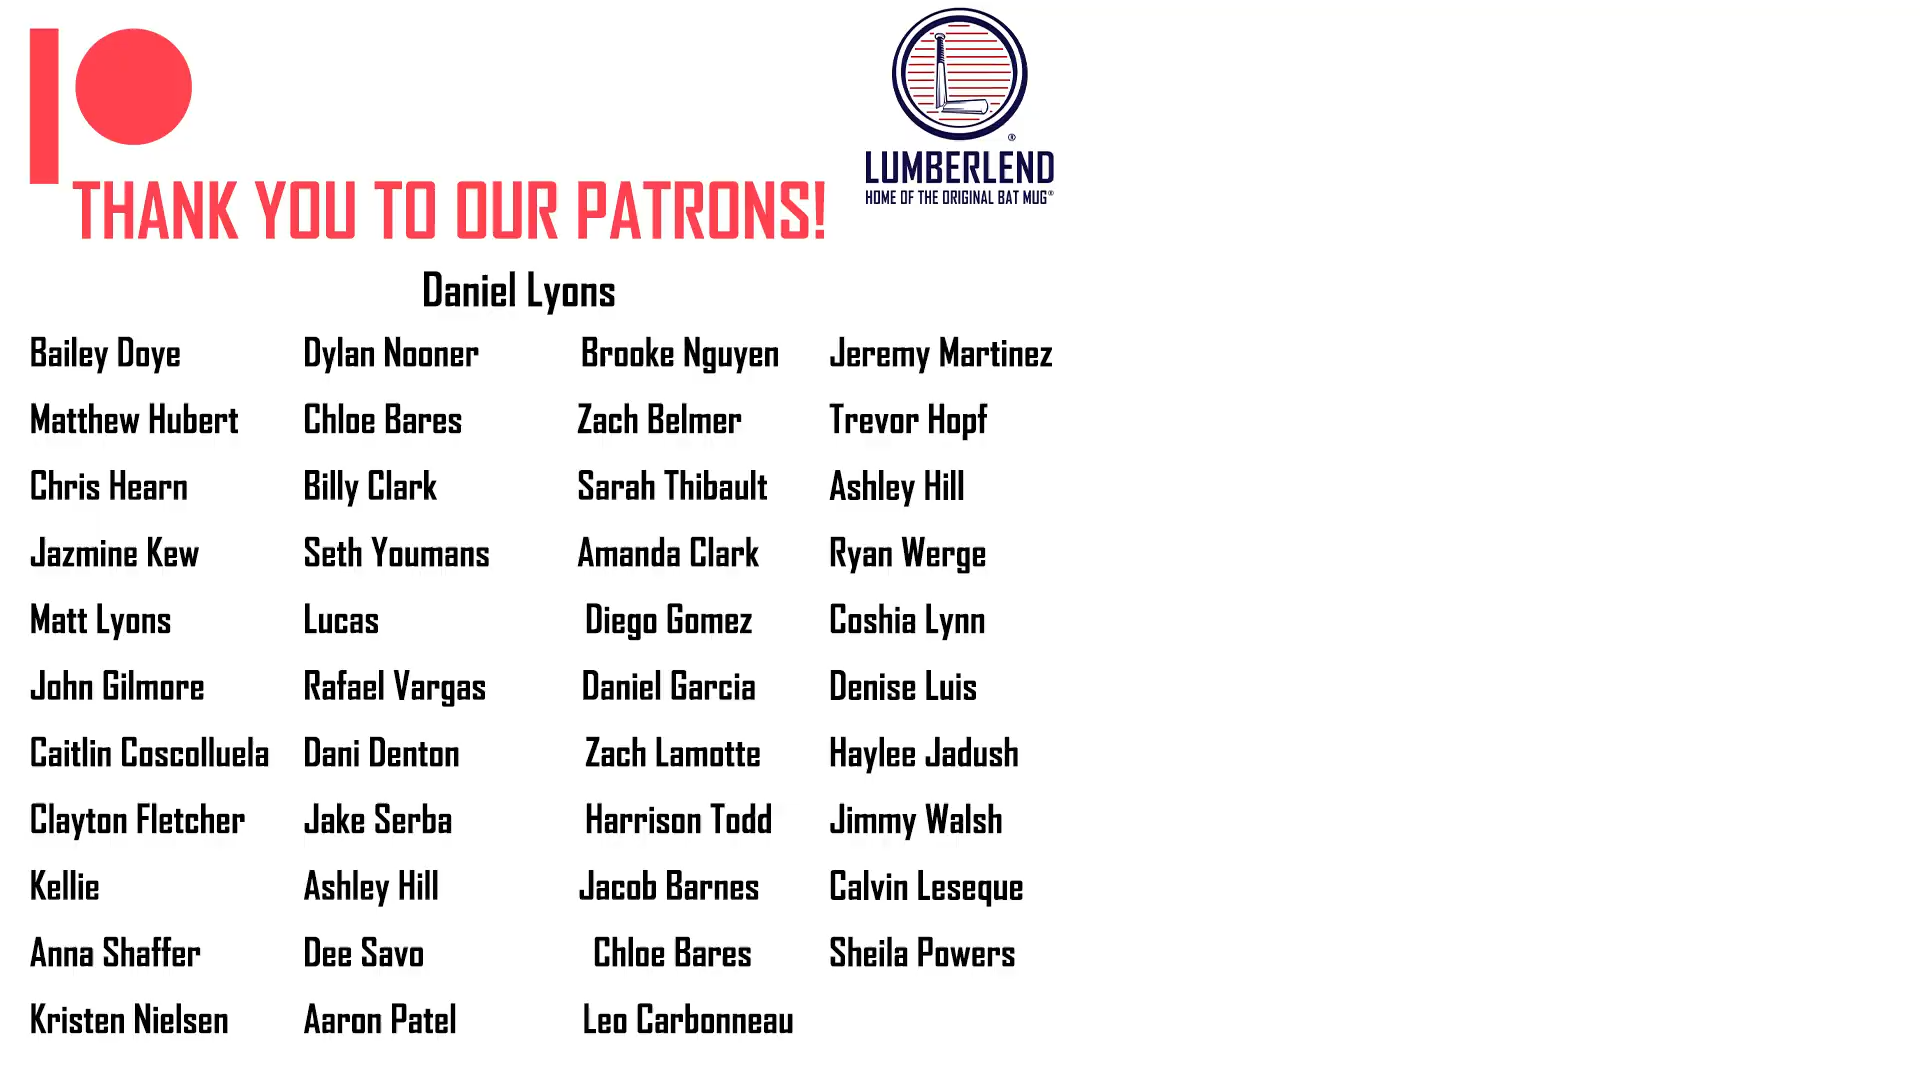 LUMBERLEND
HOME OF THE ORIGINAL BAT MUG®
THANK YOU TO OUR PATRONS!
Daniel Lyons
Bailey Doye Dylan Nooner Brooke Nguyen Jeremy Martinez
Matthew Hubert Chloe Bares Zach Belmer Trevor Hopf
Chris Hearn Billy Clark Sarah Thibault Ashley Hill
Jazmine Kew Seth Youmans Amanda Clark Ryan Werge
Matt Lyons Lucas Diego Gomez Coshia Lynn
John Gilmore Rafael Vargas Daniel Garcia Denise Luis
Caitlin Coscolluela Dani Denton Zach Lamotte Haylee Jadush
Clayton Fletcher Jake Serba Harrison Todd Jimmy Walsh
Kellie Ashley Hill Jacob Barnes Calvin Leseque
Anna Shaffer Dee Savo Chloe Bares Sheila Powers
Kristen Nielsen Aaron Patel Leo Carbonneau